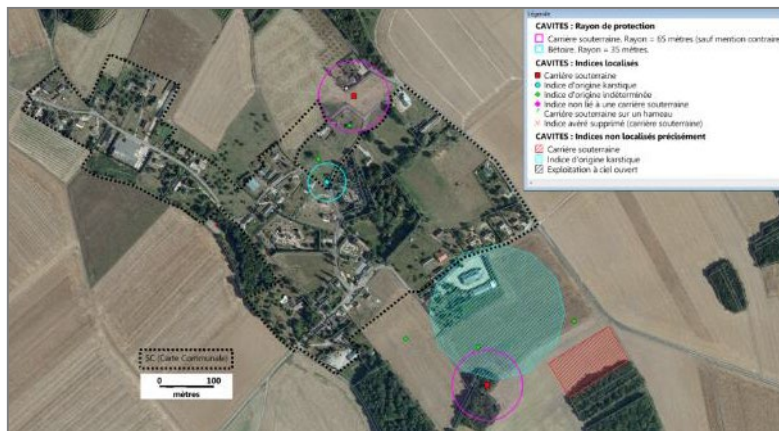 Légende
CAVITES : Rayon de protection
Carrière souterraine. Rayon = 65 mètres (sauf mention contraire
Bétoire. Rayon = 35 mètres.
CAVITES : Indices localisés
Carrière souterraine
Indice d'origine karstique
Indice d'origine indéterminée
Indice non lié à une carrière souterraine
Carrière souterraine sur un hameau
Indice avéré supprimé (carrière souterraine)
CAVITES : Indices non localisés précisément
Carrière souterraine
Indice d'origine karstique
Exploitation à ciel ouvert
SC (Carte Communale)
0 100
mètres